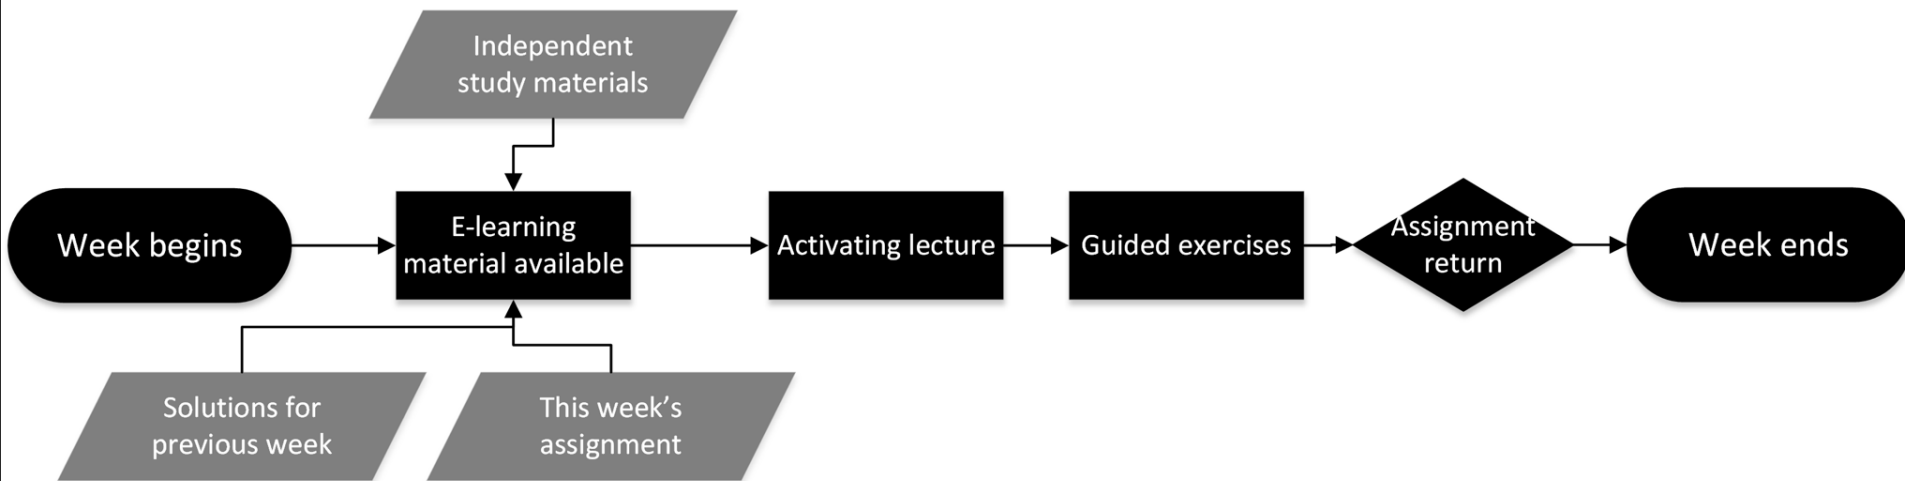 Independent
study materials
Week begins
E-learning
material available
Activating lecture
Guided exercises
Assignment
return
Week ends
Solutions for
previous week
This week’s
assignment